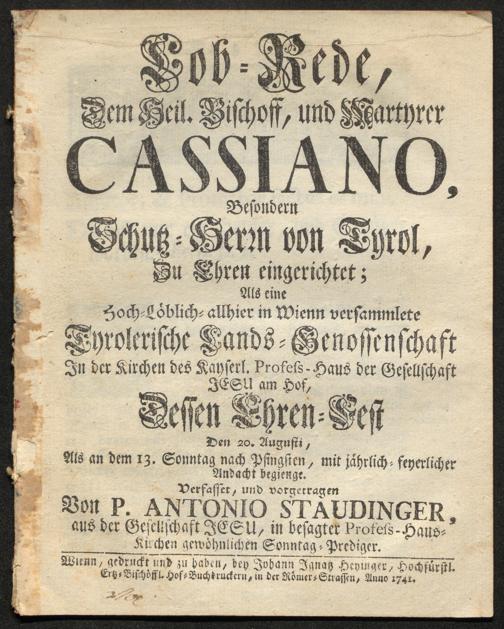 Lob-Rede,
Dem Heil. Bischoff, und Martyrer
CASSIANO,
Besondern
Schutz-Herrn von Tyrol,
Zu Ehren eingerichtet;
Als eine
Hoch-Löblich-allhier in Wienn versammlete
Tyrolerische Lands-Genossenschaft
In der Kirchen des Kayserl. Profess-Haus der Gesellschaft
JESU am Hof,
Dessen Ehren-Fest
Den 20. Augusti,
Als an dem 13. Sonntag nach Pfingsten, mit jährlich-feyerlicher
Andacht begienge.
Verfasset, und vorgetragen
Von P. ANTONIO STAUDINGER,
aus der Gesellschaft JESU, in besagter Profess-Haus-
Kirchen gewöhnlichen Sonntag-Prediger.
Wienn, gedruckt und zu haben, bey Johann Ignatz Heyinger, Hochfürstl.
Ertz-Bischöffl. Hof-Buchdruckern, in der Römer-Strassen, Anno 1741.